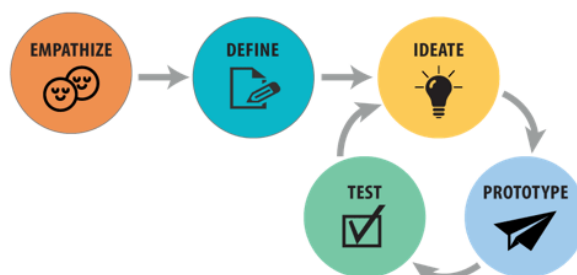 EMPATHIZE
DEFINE
IDEATE
TEST
PROTOTYPE